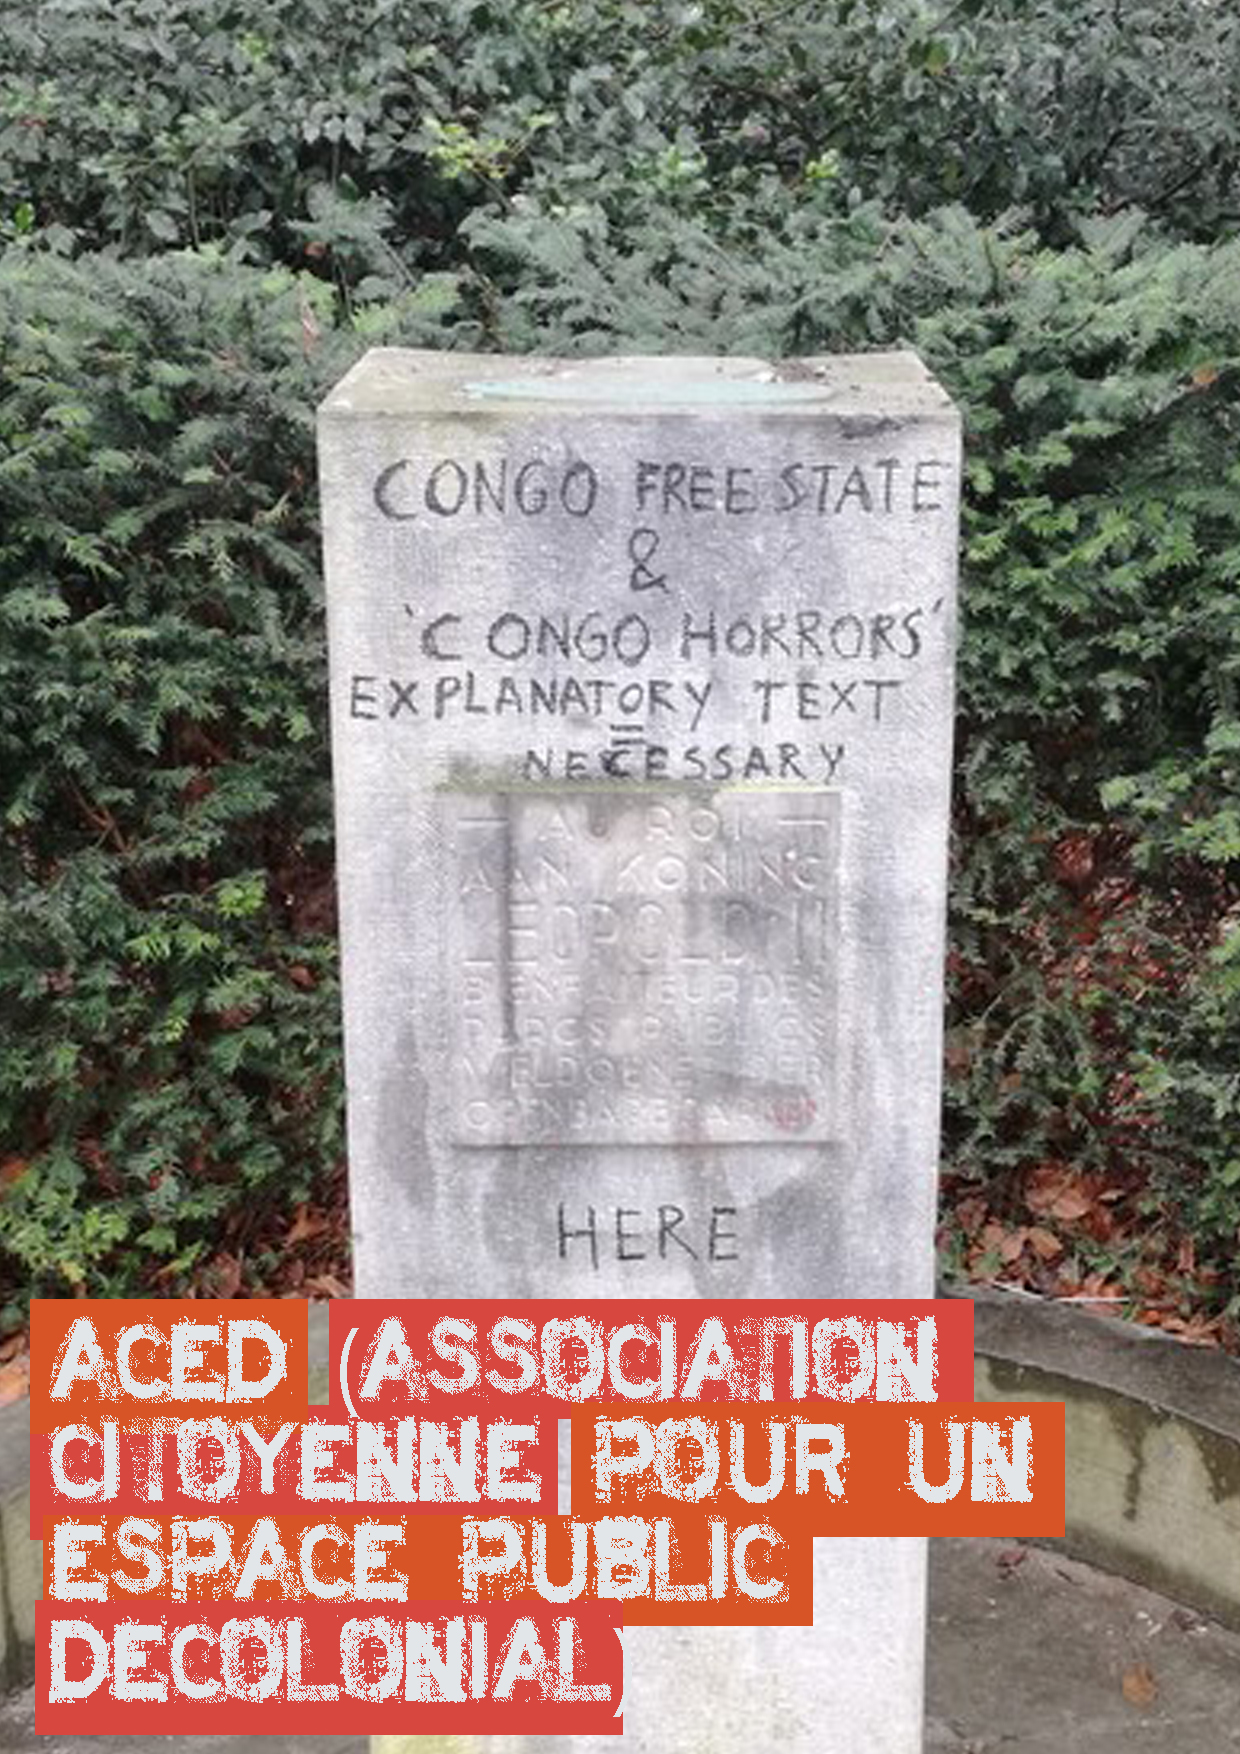 CONGO FREE STATE
&
'CONGO HORRORS'
EXPLANATORY TEXT
=
NECESSARY
— AU ROI —
AAN KONING
LEOPOLD II
BIENFAITEUR DES
PARCS PUBLICS
WELDOENER DER
OPENBARE PARKEN
HERE
ACED (ASSOCIATION
CITOYENNE POUR UN
ESPACE PUBLIC
DECOLONIAL)